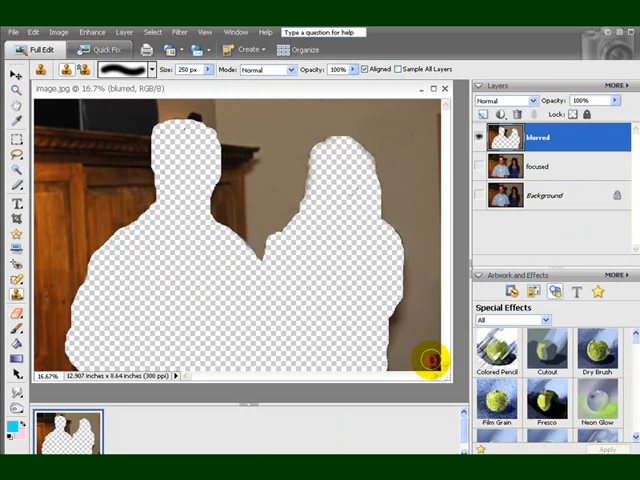 File Edit Image Enhance Layer Select Filter View Window Help Type a question for help
Full Edit Quick Fix Create Organize
Size: 250 px Mode: Normal Opacity: 100% Aligned Sample All Layers
image.jpg @ 16.7% (blurred, RGB/8)
Layers MORE
Normal Opacity: 100%
Lock:
blurred
focused
Background
Artwork and Effects MORE
Special Effects
All
Colored Pencil Cutout Dry Brush
Film Grain Fresco Neon Glow
16.67% 12.907 inches x 8.64 inches (300 ppi)
Apply